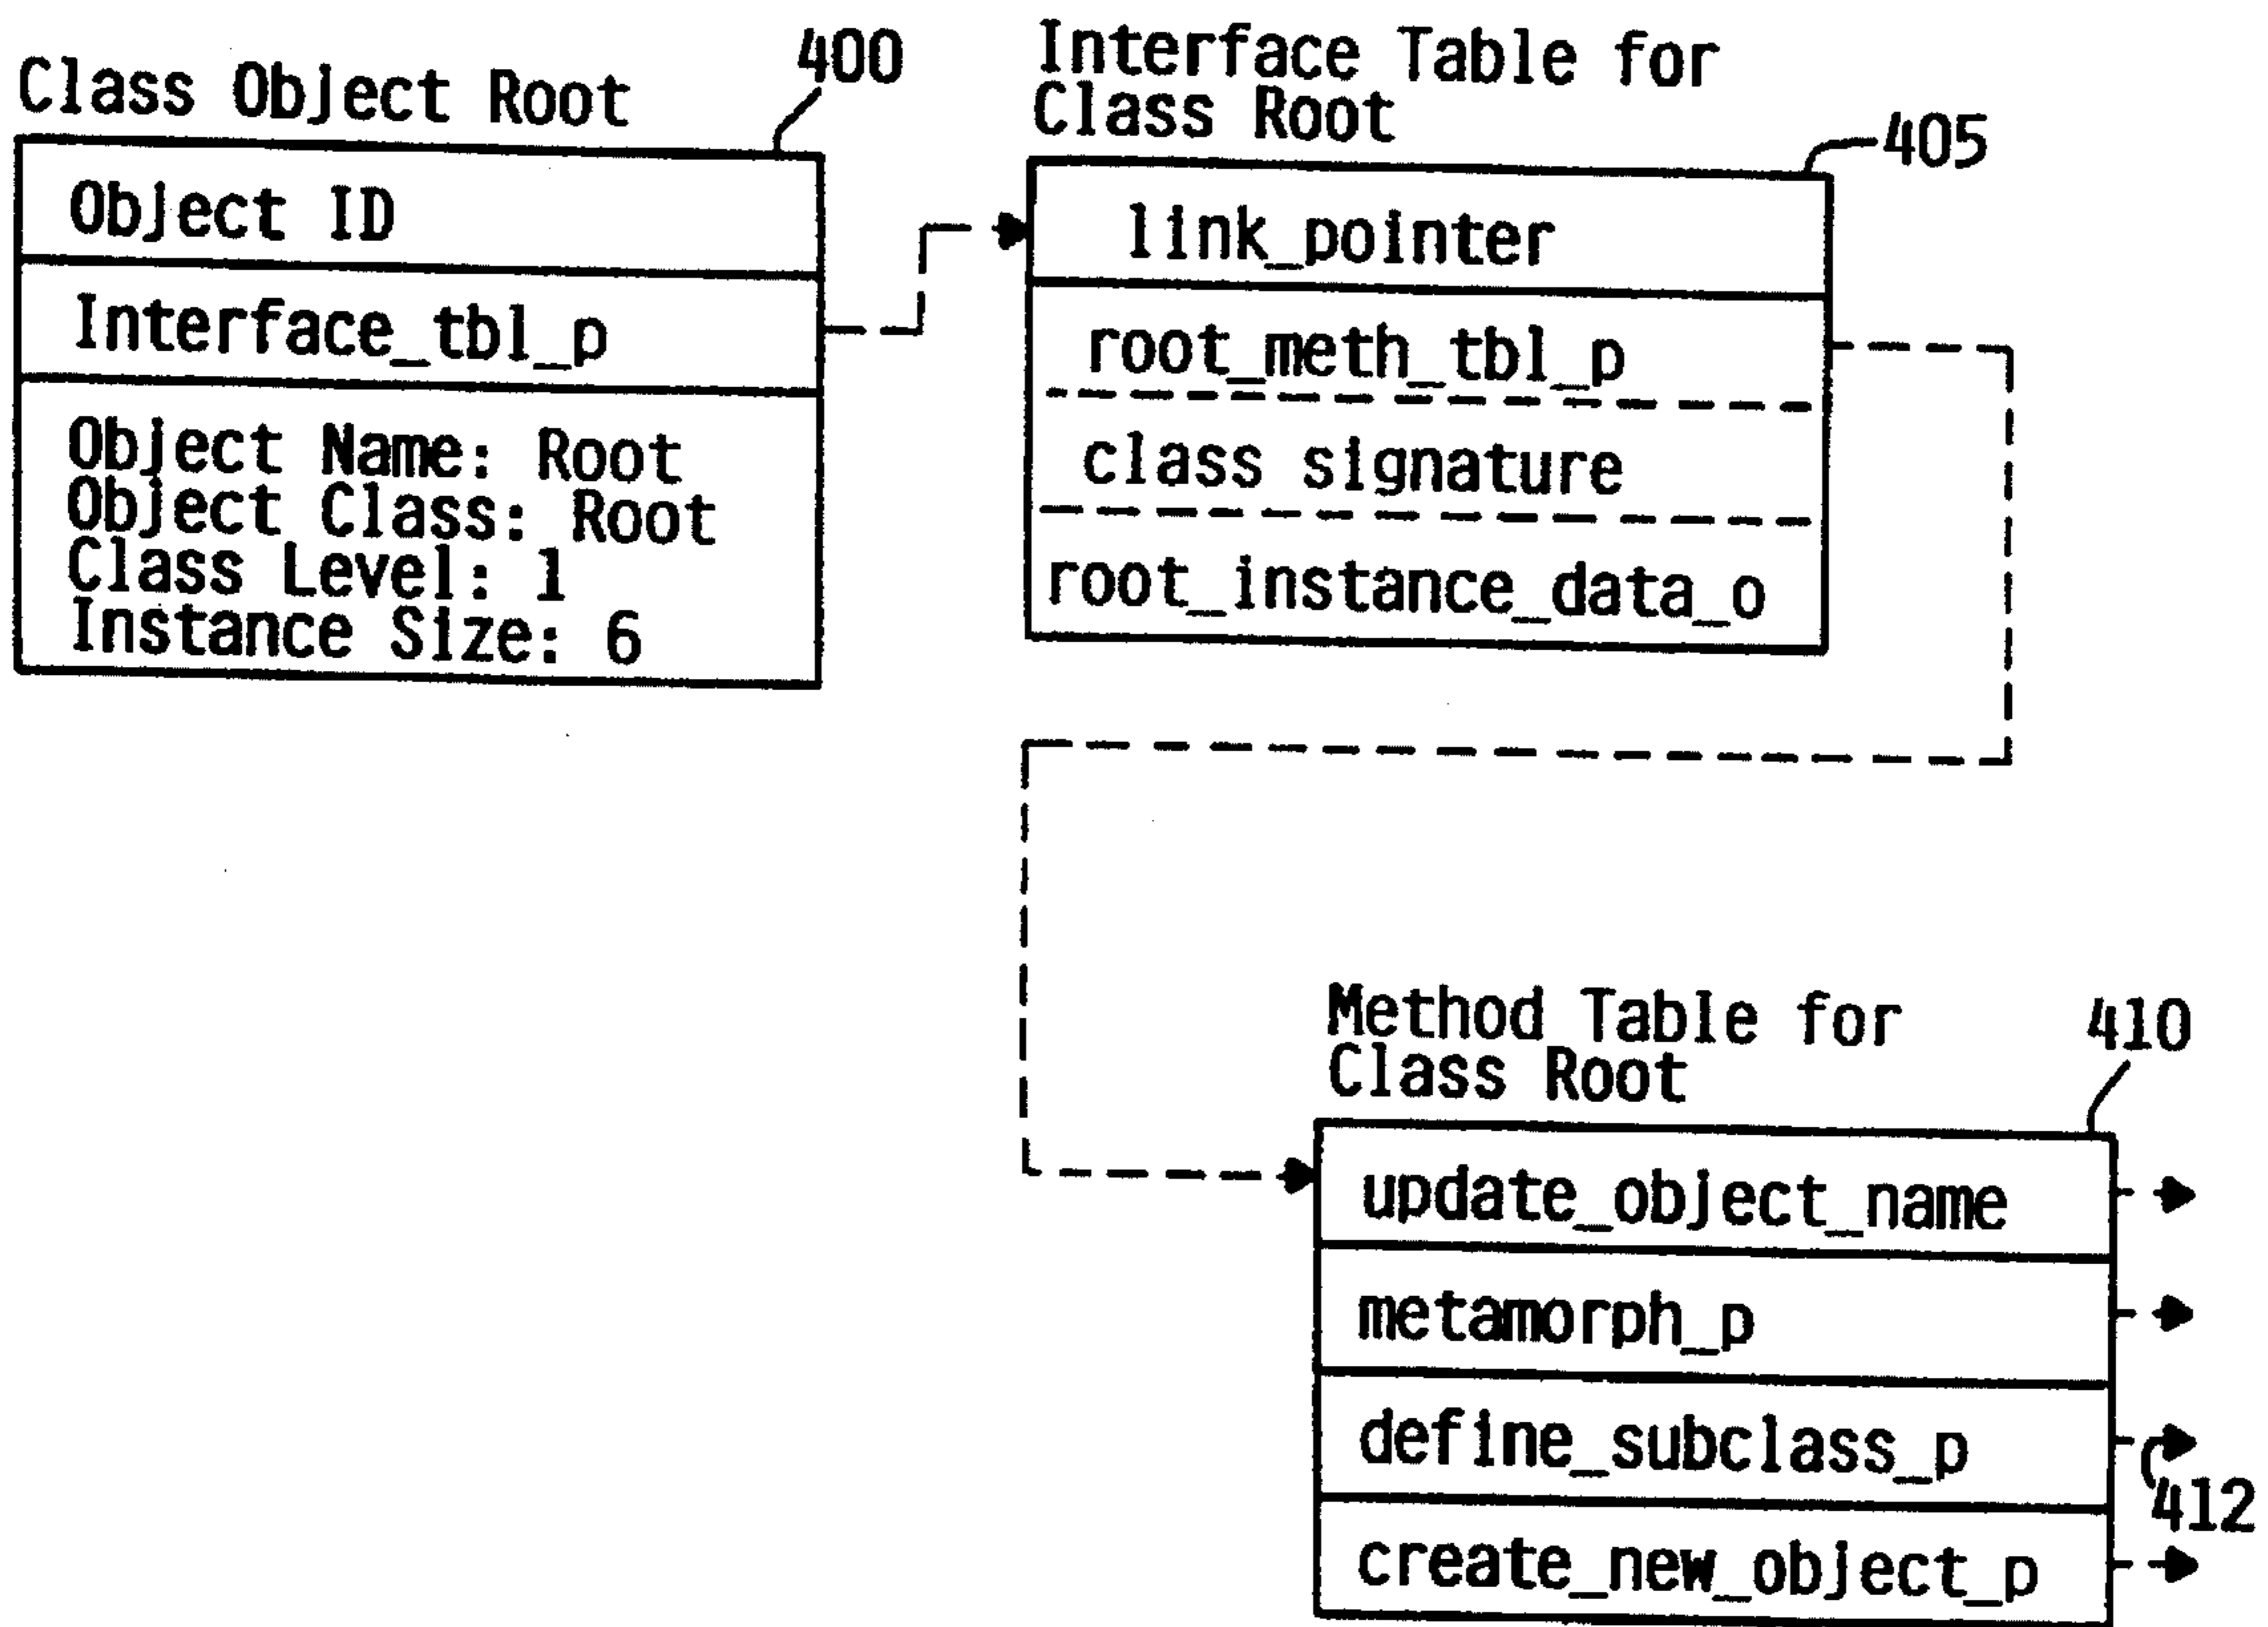 Class Object Root
400
Object ID
Interface_tbl_p
Object Name: Root
Object Class: Root
Class Level: 1
Instance Size: 6
Interface Table for
Class Root
405
link_pointer
root_meth_tbl_p
class signature
root_instance_data_o
Method Table for
Class Root
410
update_object_name
metamorph_p
define_subclass_p
412
create_new_object_p